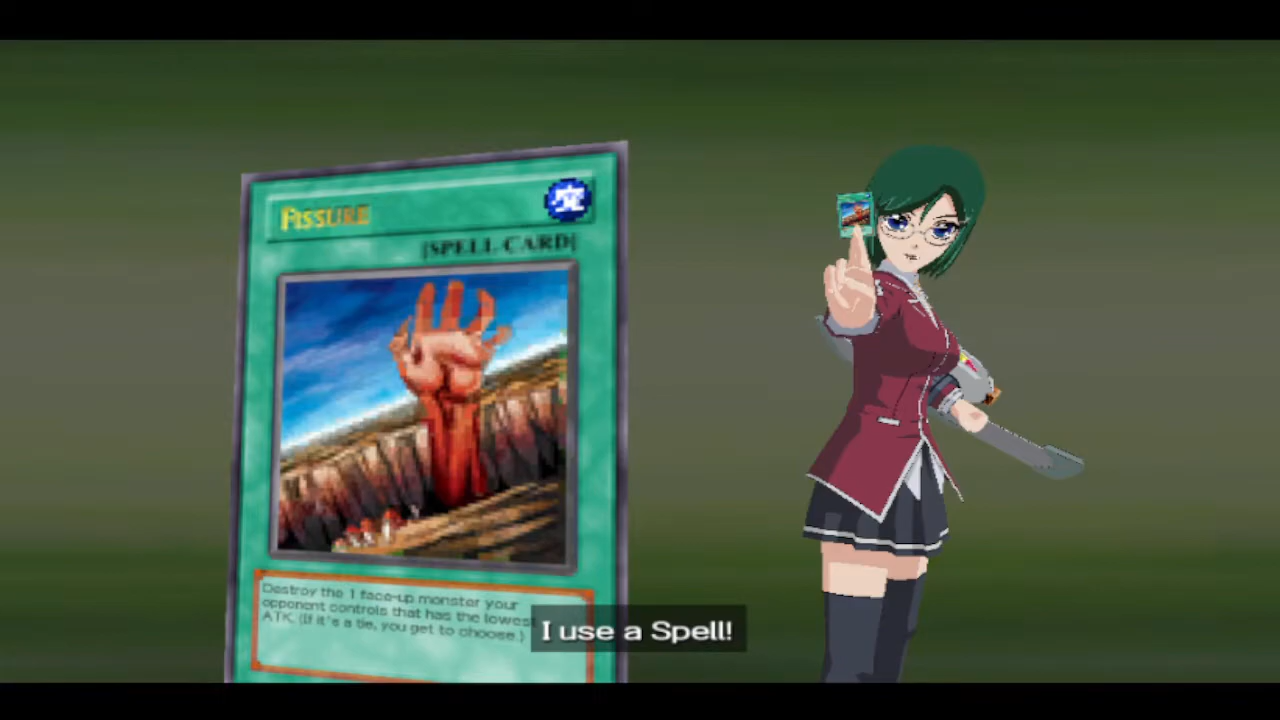 Fissure
[SPELL CARD]
Destroy the 1 face-up monster your
opponent controls that has the lowest
ATK. (If it's a tie, you get to choose.)
I use a Spell!